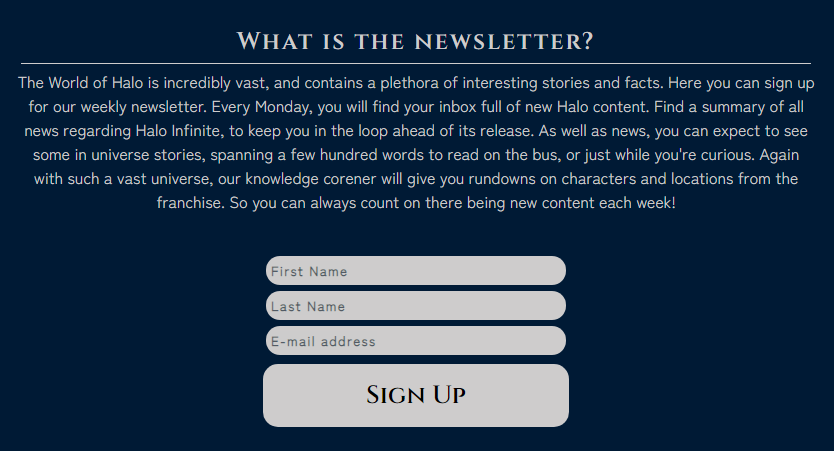 What is the newsletter?
The World of Halo is incredibly vast, and contains a plethora of interesting stories and facts. Here you can sign up
for our weekly newsletter. Every Monday, you will find your inbox full of new Halo content. Find a summary of all
news regarding Halo Infinite, to keep you in the loop ahead of its release. As well as news, you can expect to see
some in universe stories, spanning a few hundred words to read on the bus, or just while you're curious. Again
with such a vast universe, our knowledge corener will give you rundowns on characters and locations from the
franchise. So you can always count on there being new content each week!
First Name
Last Name
E-mail address
Sign Up